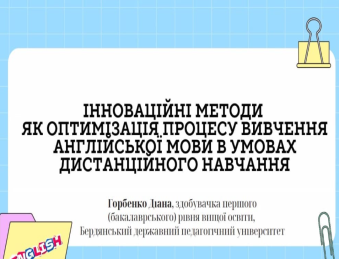 ІННОВАЦІЙНІ МЕТОДИ
ЯК ОПТИМІЗАЦІЯ ПРОЦЕСУ ВИВЧЕННЯ
АНГЛІЙСЬКОЇ МОВИ В УМОВАХ
ДИСТАНЦІЙНОГО НАВЧАННЯ
Горбенко Діана, здобувачка першого
(бакалаврського) рівня вищої освіти,
Бердянський державний педагогічний університет
ENGLISH